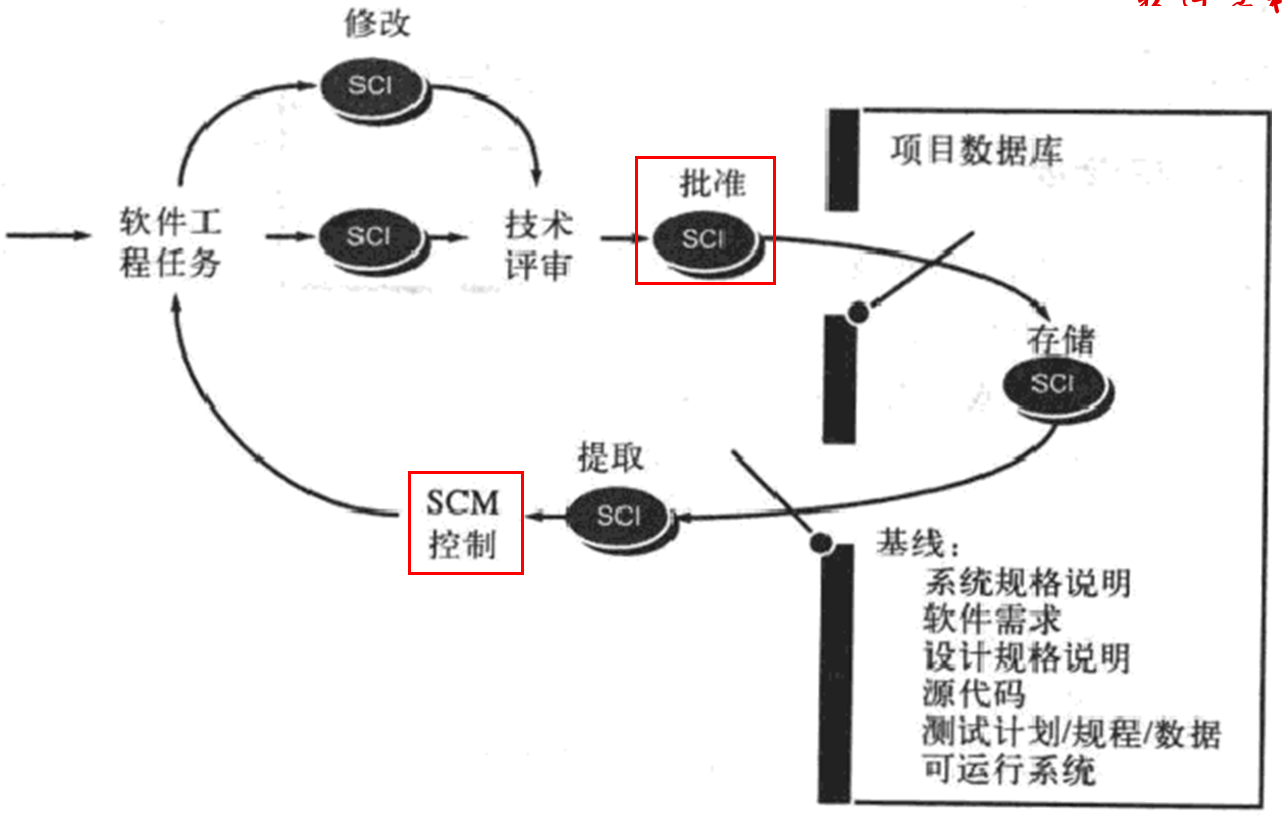 修改
SCI
项目数据库
批准
软件工
程任务
SCI
技术
评审
SCI
存储
SCI
提取
SCI
SCM
控制
基线：
系统规格说明
软件需求
设计规格说明
源代码
测试计划/规程/数据
可运行系统